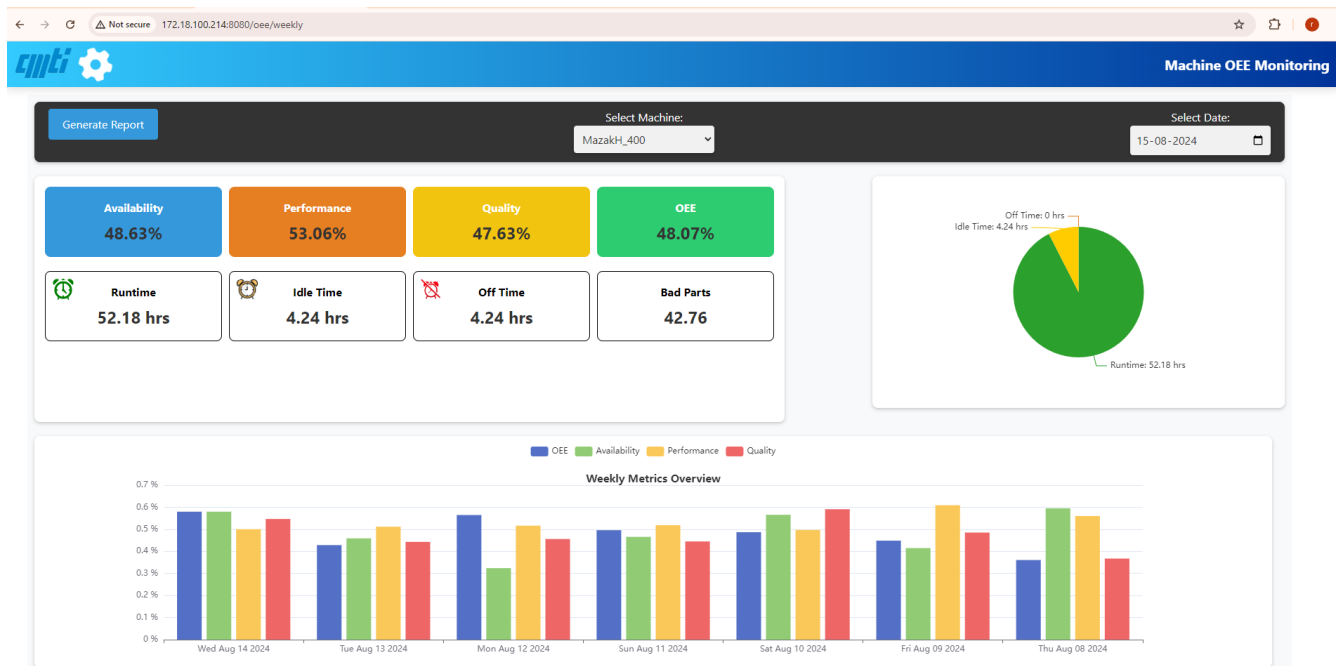 Not secure 172.18.100.214:8080/oee/weekly
r
cmti
Machine OEE Monitoring
Generate Report
Select Machine:
MazakH_400
Select Date:
15-08-2024
Availability
48.63%
Performance
53.06%
Quality
47.63%
OEE
48.07%
Runtime
52.18 hrs
Idle Time
4.24 hrs
Off Time
4.24 hrs
Bad Parts
42.76
Off Time: 0 hrs
Idle Time: 4.24 hrs
Runtime: 52.18 hrs
OEE Availability Performance Quality
Weekly Metrics Overview
0.7 %
0.6 %
0.5 %
0.4 %
0.3 %
0.2 %
0.1 %
0 %
Wed Aug 14 2024 Tue Aug 13 2024 Mon Aug 12 2024 Sun Aug 11 2024 Sat Aug 10 2024 Fri Aug 09 2024 Thu Aug 08 2024